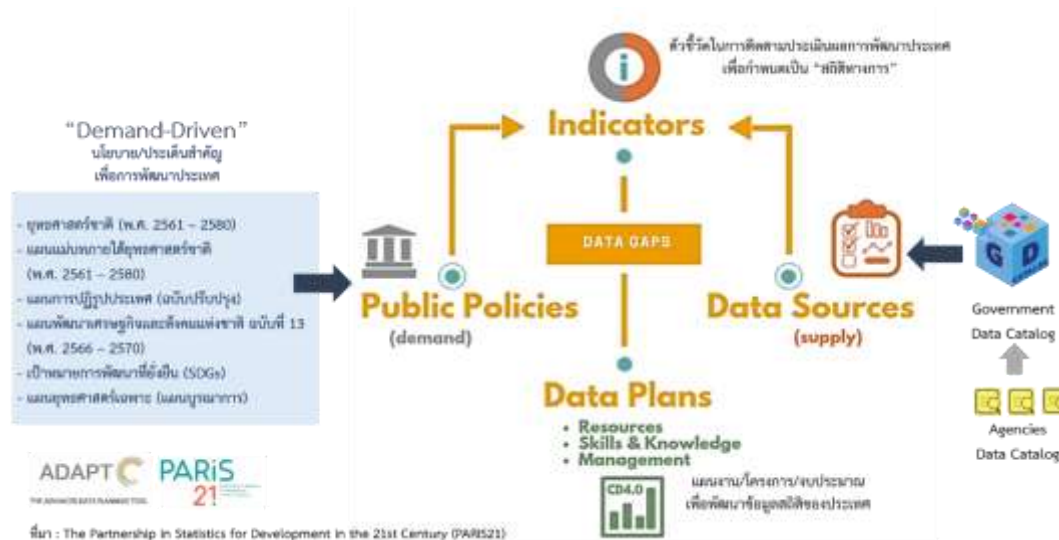 ตัวชี้วัดในการติดตามประเมินผลการพัฒนาประเทศ
เพื่อกำหนดเป็น "สถิติทางการ"
i
Indicators
"Demand-Driven"
นโยบาย/ประเด็นสำคัญ
เพื่อการพัฒนาประเทศ
- ยุทธศาสตร์ชาติ (พ.ศ. 2561 – 2580)
- แผนแม่บทภายใต้ยุทธศาสตร์ชาติ
(พ.ศ. 2561 – 2580)
- แผนการปฏิรูปประเทศ (ฉบับปรับปรุง)
- แผนพัฒนาเศรษฐกิจและสังคมแห่งชาติ ฉบับที่ 13
(พ.ศ. 2566 – 2570)
- เป้าหมายการพัฒนาที่ยั่งยืน (SDGs)
- แผนยุทธศาสตร์เฉพาะ (แผนบูรณาการ)
DATA GAPS
Public Policies
(demand)
Data Sources
(supply)
G D
Government
Data Catalog
Agencies
Data Catalog
Data Plans
• Resources
• Skills & Knowledge
• Management
CD4.0
แผนงาน/โครงการ/งบประมาณ
เพื่อพัฒนาข้อมูลสถิติของประเทศ
ADAPT
THE ADVANCED DATA PLANNING TOOL
PARiS
21
ที่มา : The Partnership in Statistics for Development in the 21st Century (PARIS21)